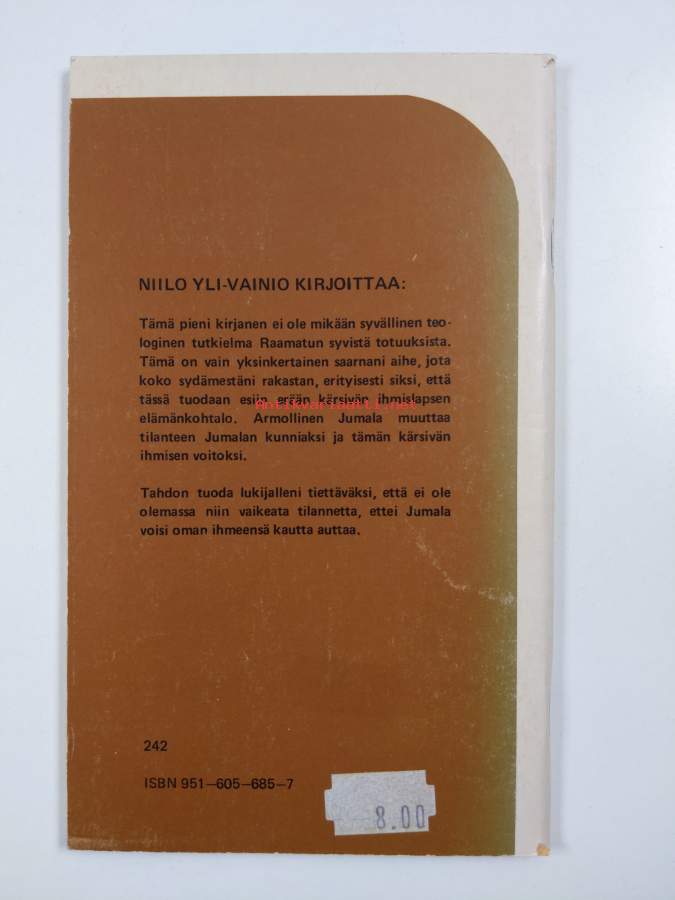 NIILO YLI-VAINIO KIRJOITTAA:
Tämä pieni kirjanen ei ole mikään syvällinen teo-
loginen tutkielma Raamatun syvistä totuuksista.
Tämä on vain yksinkertainen saarnani aihe, jota
koko sydämestäni rakastan, erityisesti siksi, että
tässä tuodaan esiin erään kärsivän ihmislapsen
Antikvariaatti.net
elämänkohtalo. Armollinen Jumala muuttaa
tilanteen Jumalan kunniaksi ja tämän kärsivän
ihmisen voitoksi.
Tahdon tuoda lukijalleni tiettäväksi, että ei ole
olemassa niin vaikeata tilannetta, ettei Jumala
voisi oman ihmeensä kautta auttaa.
242
ISBN 951—605—685—7
8.00